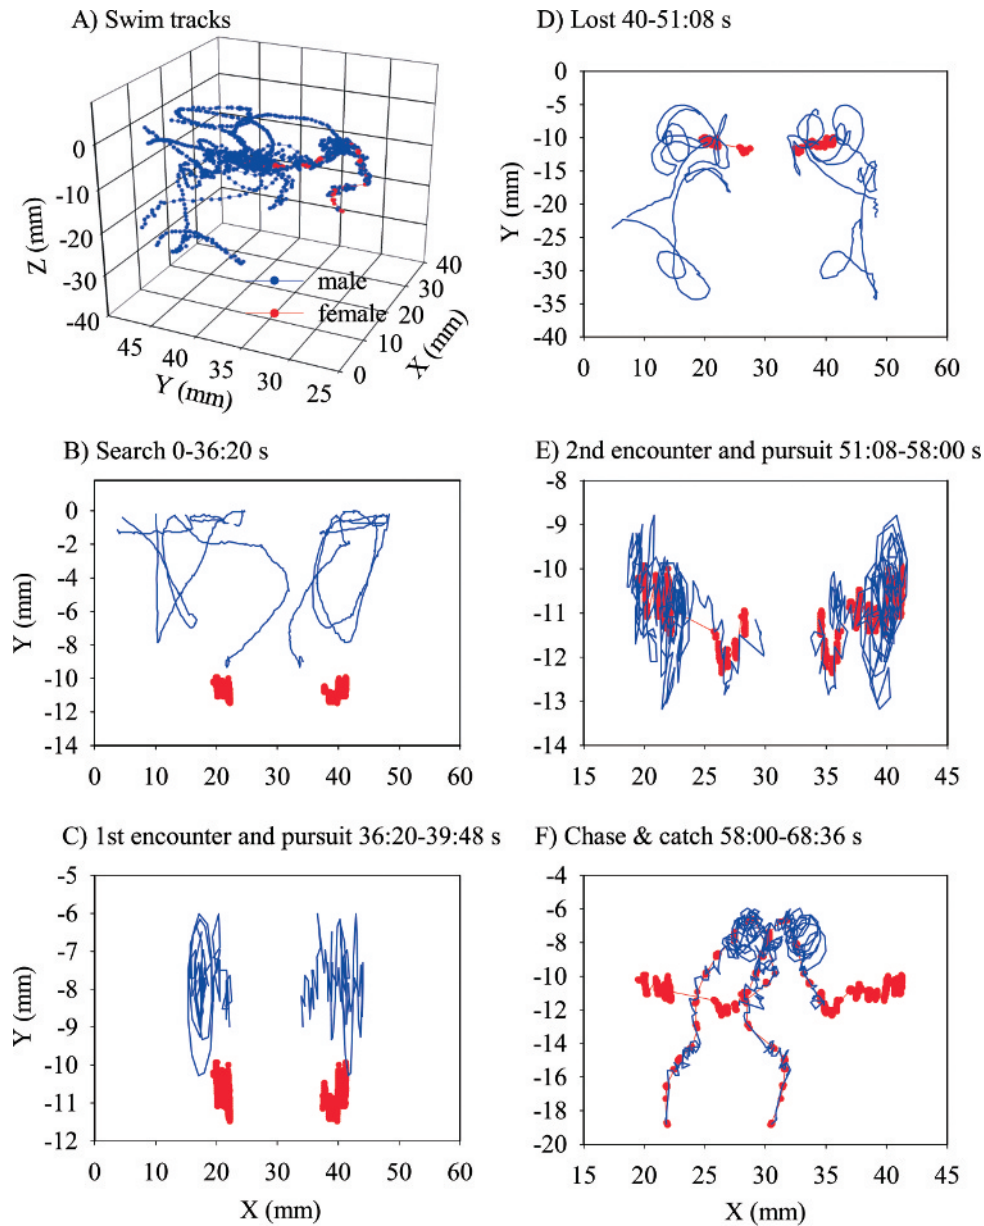 A) Swim tracks
Z (mm)
0
-10
-20
-30
-40
45
40
35
30
25
Y (mm)
0
10
20
30
40
X (mm)
male
female
B) Search 0-36:20 s
Y
0
-2
-4
-6
-8
-10
-12
-14
0 10 20 30 40 50 60
C) 1st encounter and pursuit 36:20-39:48 s
Y (mm)
-5
-6
-7
-8
-9
-10
-11
-12
0 10 20 30 40 50 60
X (mm)
D) Lost 40-51:08 s
Y (mm)
0
-5
-10
-15
-20
-25
-30
-35
-40
0 10 20 30 40 50 60
E) 2nd encounter and pursuit 51:08-58:00 s
-8
-9
-10
-11
-12
-13
-14
15 20 25 30 35 40 45
F) Chase & catch 58:00-68:36 s
-4
-6
-8
-10
-12
-14
-16
-18
-20
15 20 25 30 35 40 45
X (mm)